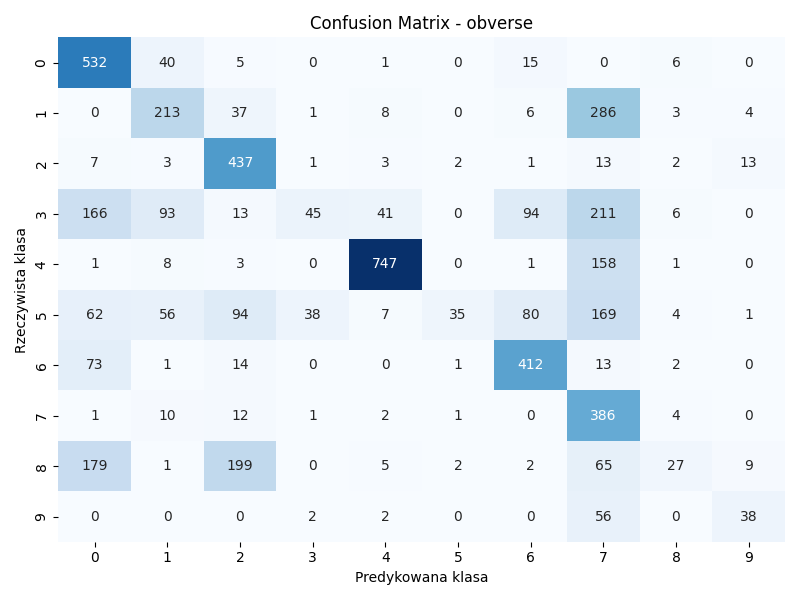 Confusion Matrix - obverse
0 532 40 5 0 1 0 15 0 6 0
1 0 213 37 1 8 0 6 286 3 4
2 7 3 437 1 3 2 1 13 2 13
3 166 93 13 45 41 0 94 211 6 0
4 1 8 3 0 747 0 1 158 1 0
5 62 56 94 38 7 35 80 169 4 1
6 73 1 14 0 0 1 412 13 2 0
7 1 10 12 1 2 1 0 386 4 0
8 179 1 199 0 5 2 2 65 27 9
9 0 0 0 2 2 0 0 56 0 38
0 1 2 3 4 5 6 7 8 9
Predykowana klasa
Rzeczywista klasa